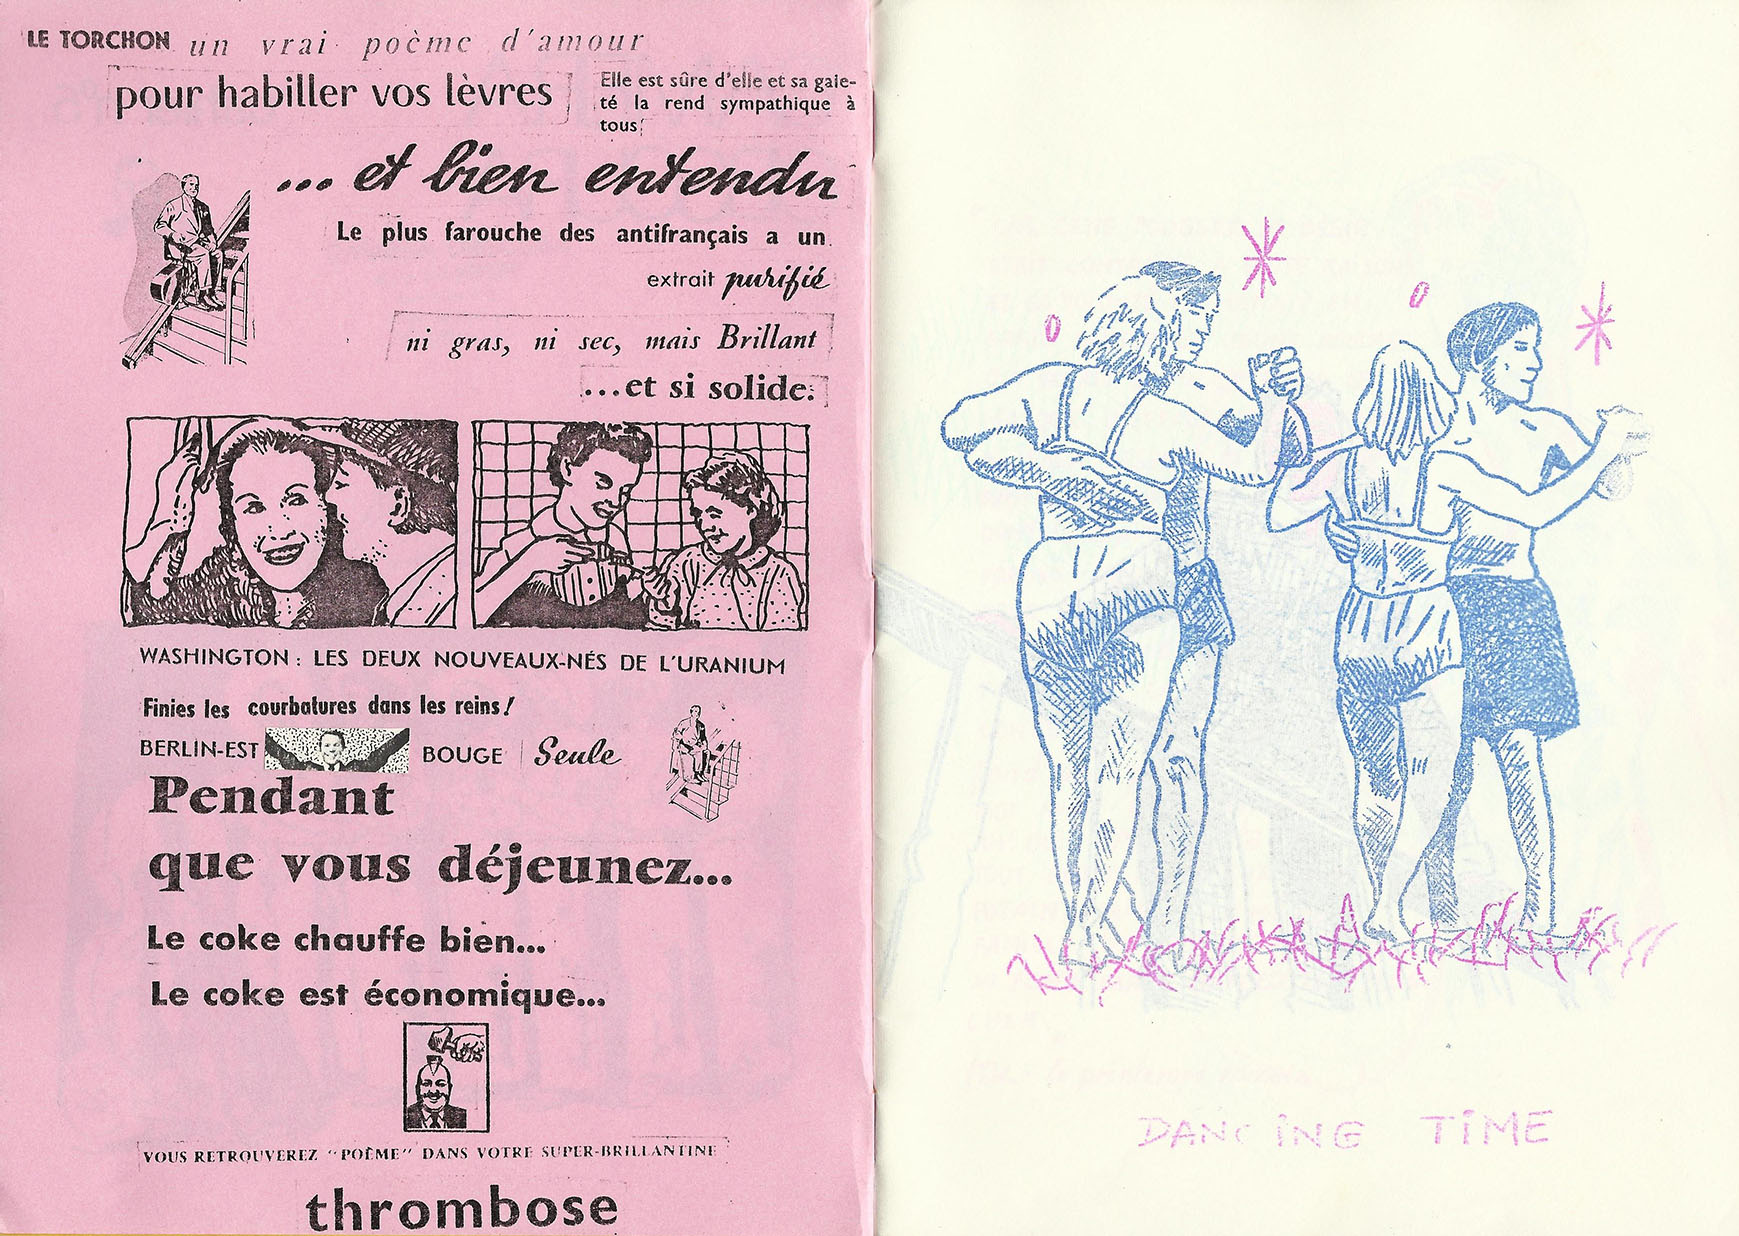 LE TORCHON un vrai poème d'amour
pour habiller vos lèvres
Elle est sûre d'elle et sa gaie-
té la rend sympathique à
tous!
... et bien entendu
Le plus farouche des antifrançais a un
extrait purifié
ni gras, ni sec, mais Brillant
...et si solide.
WASHINGTON : LES DEUX NOUVEAUX-NÉS DE L'URANIUM
Finies les courbatures dans les reins !
BERLIN-EST BOUGE Seule
Pendant
que vous déjeunez...
Le coke chauffe bien...
Le coke est économique...
VOUS RETROUVEREZ "POÈME" DANS VOTRE SUPER-BRILLANTINE
thrombose
DANCING TIME